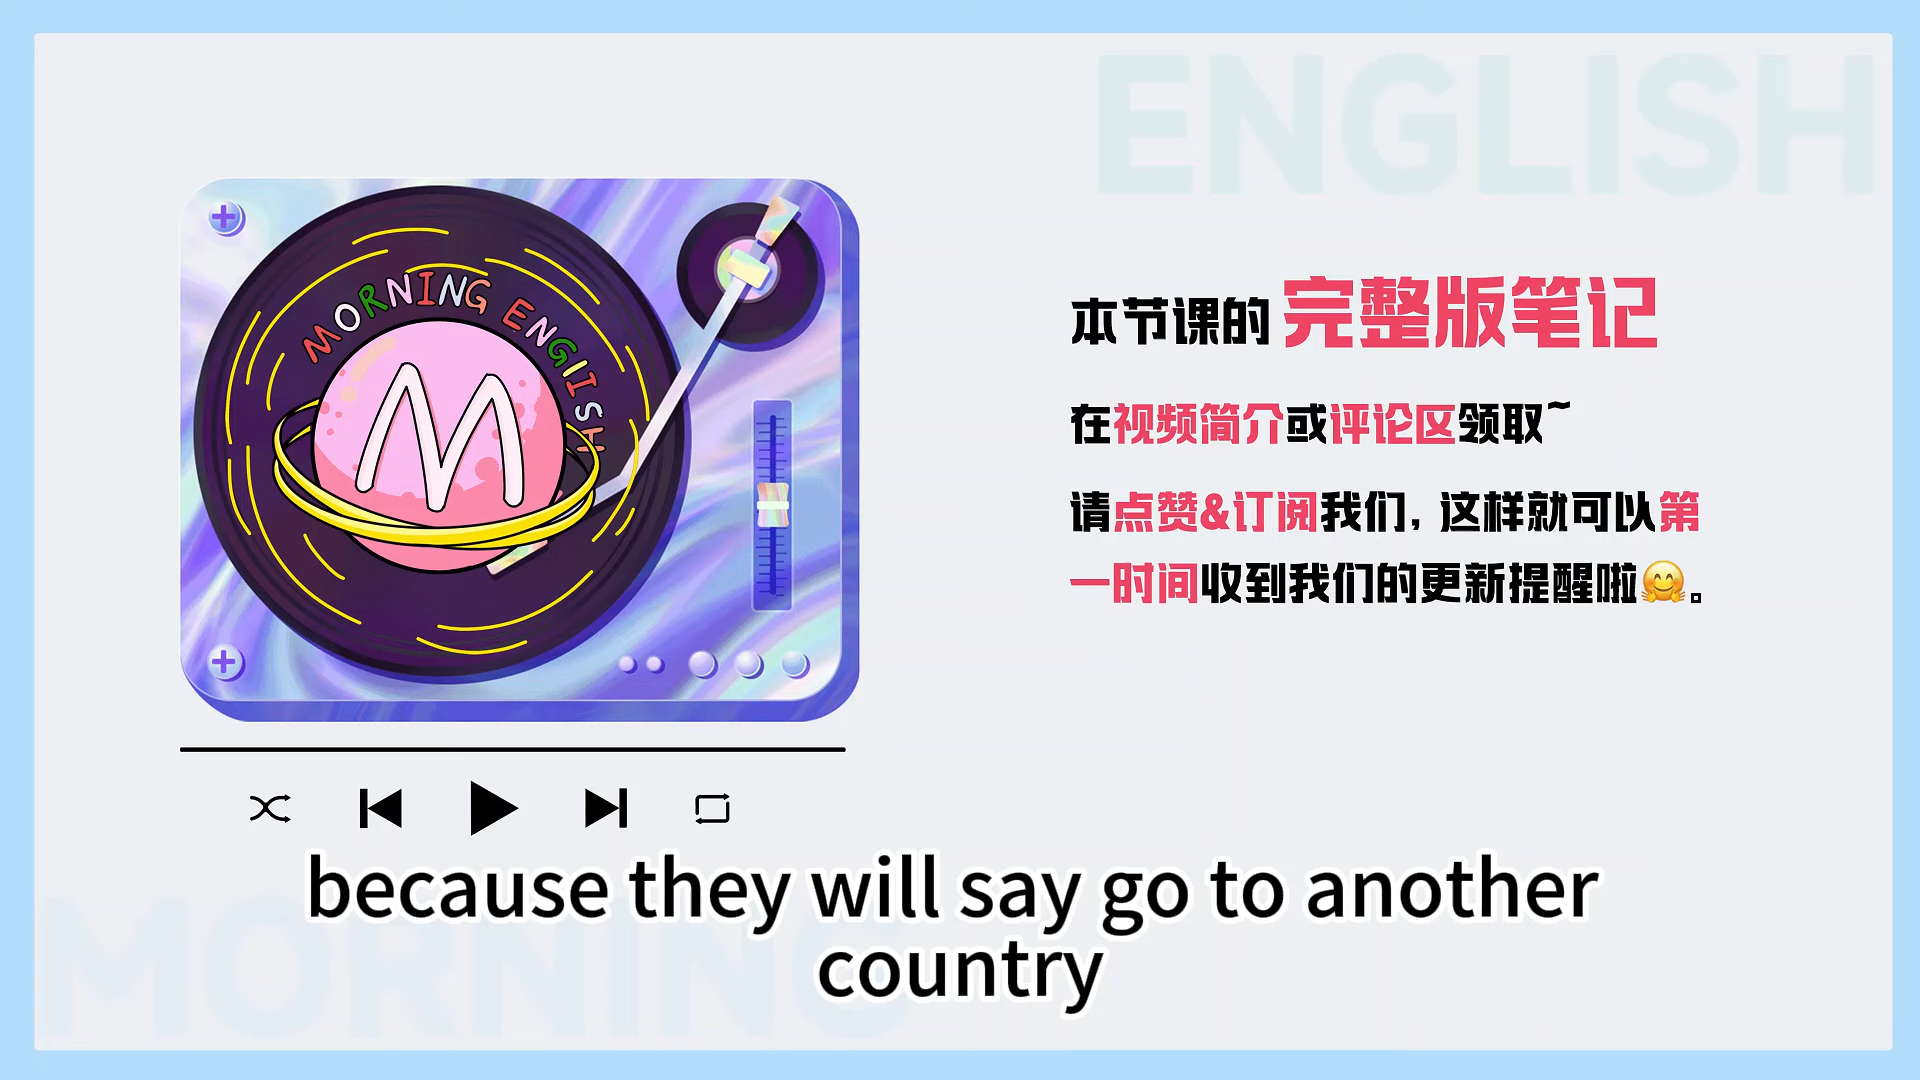 ENGLISH
MORNING ENGLISH
M
本节课的 完整版笔记
在视频简介或评论区领取~
请点赞&订阅我们，这样就可以第
一时间收到我们的更新提醒啦🤗。
MORNING
because they will say go to another
country